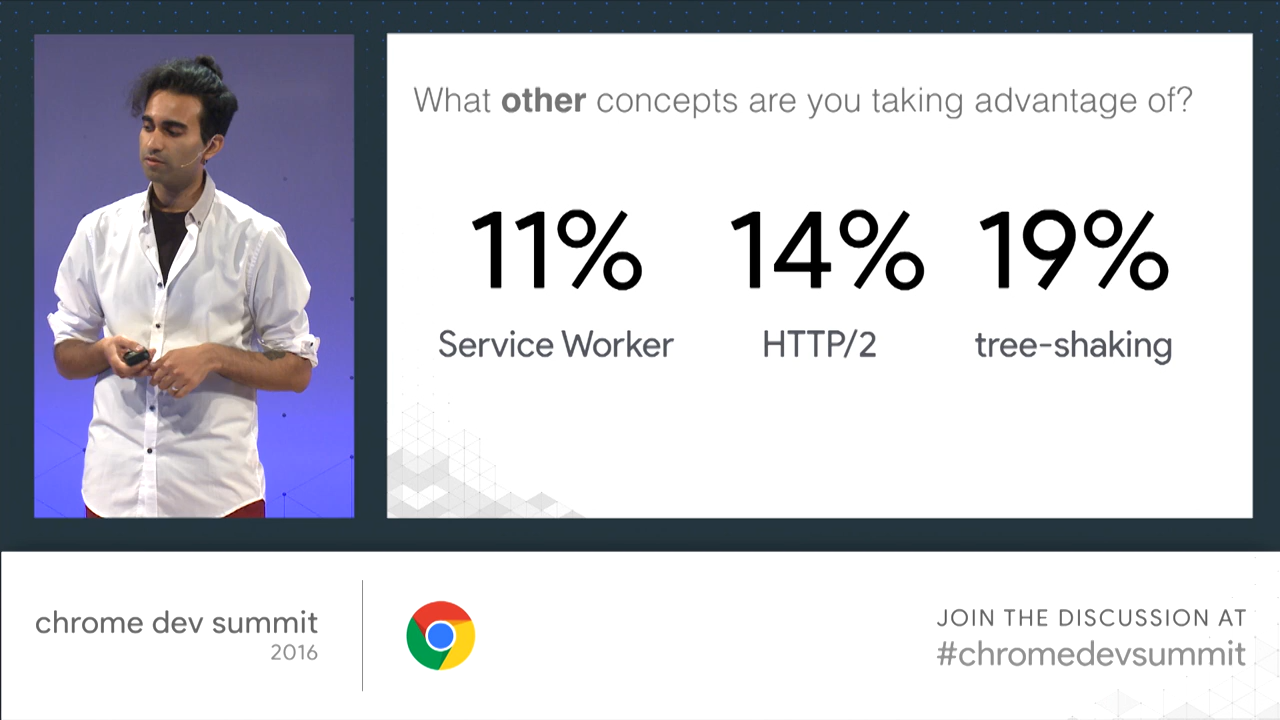 What other concepts are you taking advantage of?
11% 14% 19%
Service Worker HTTP/2 tree-shaking
chrome dev summit
2016
JOIN THE DISCUSSION AT
#chromedevsummit